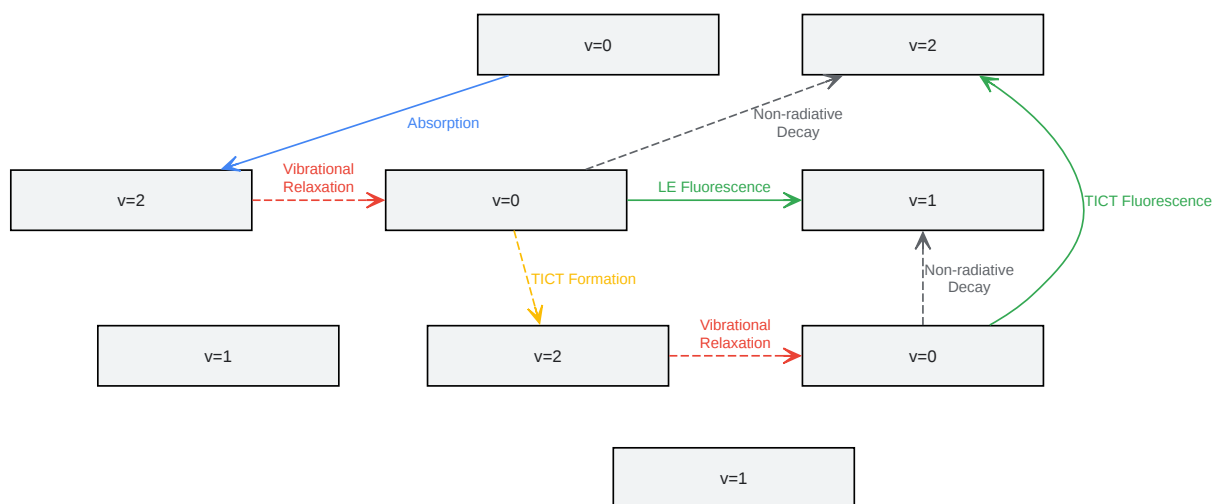 v=0
v=2
Non-radiative
Decay
Absorption
Vibrational
Relaxation
v=2
v=0
LE Fluorescence
v=1
TICT Fluorescence
TICT Formation
Non-radiative
Decay
Vibrational
Relaxation
v=1
v=2
v=0
v=1